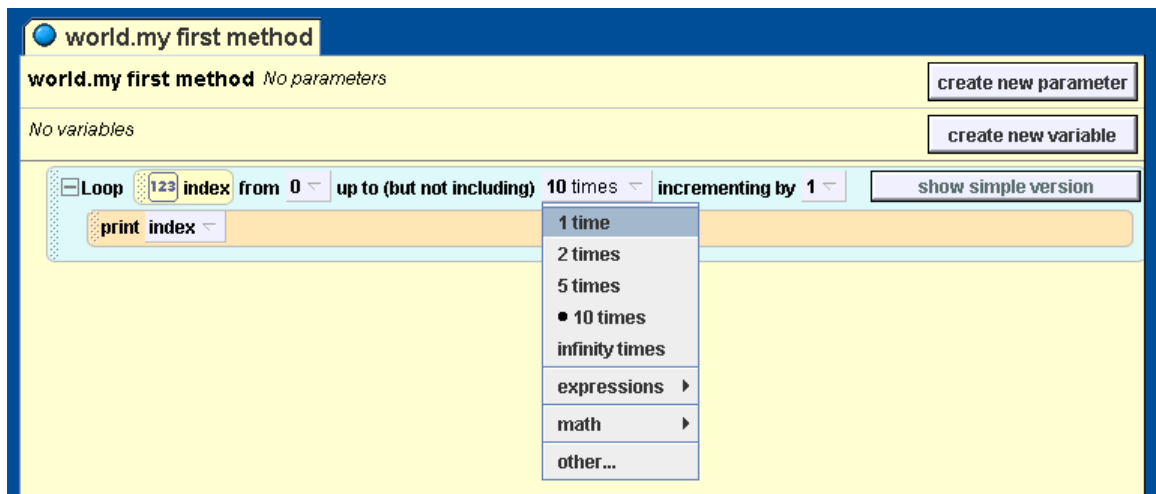 world.my first method
world.my first method No parameters create new parameter
No variables create new variable
Loop 123 index from 0 up to (but not including) 10 times incrementing by 1 show simple version
print index
1 time
2 times
5 times
10 times
infinity times
expressions
math
other...